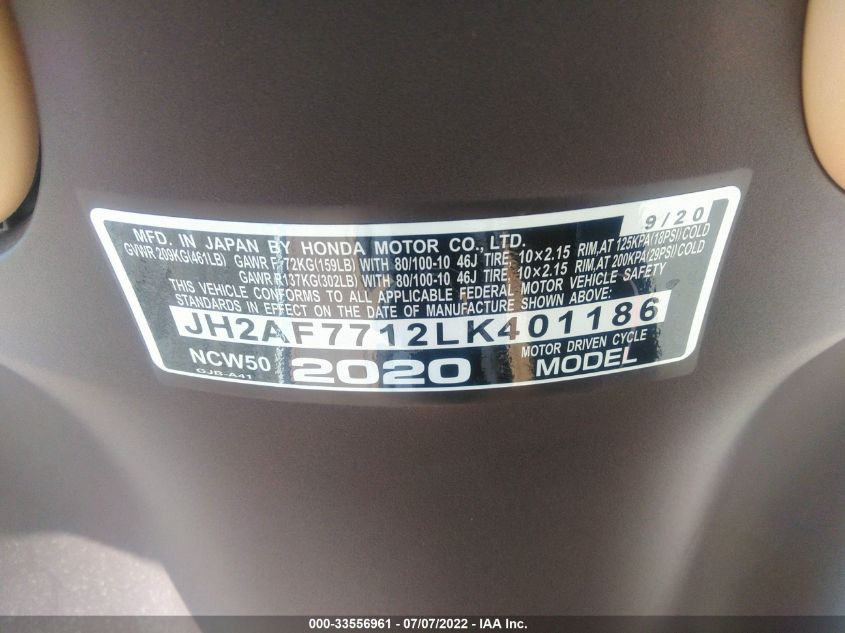 9/20
MFD. IN JAPAN BY HONDA MOTOR CO., LTD.
GVWR 209KG(461LB) GAWR F 72KG(159LB) WITH 80/100-10 46J TIRE, 10×2.15 RIM,AT 125KPA(18PSI)COLD
GAWR R137KG(302LB) WITH 80/100-10 46J TIRE, 10×2.15 RIM,AT 200KPA(29PSI)COLD
THIS VEHICLE CONFORMS TO ALL APPLICABLE FEDERAL MOTOR VEHICLE SAFETY
STANDARDS IN EFFECT ON THE DATE OF MANUFACTURE SHOWN ABOVE:
JH2AF7712LK401186
NCW50 2020 MOTOR DRIVEN CYCLE
GJB-A41 MODEL
000-33556961 - 07/07/2022 - IAA Inc.